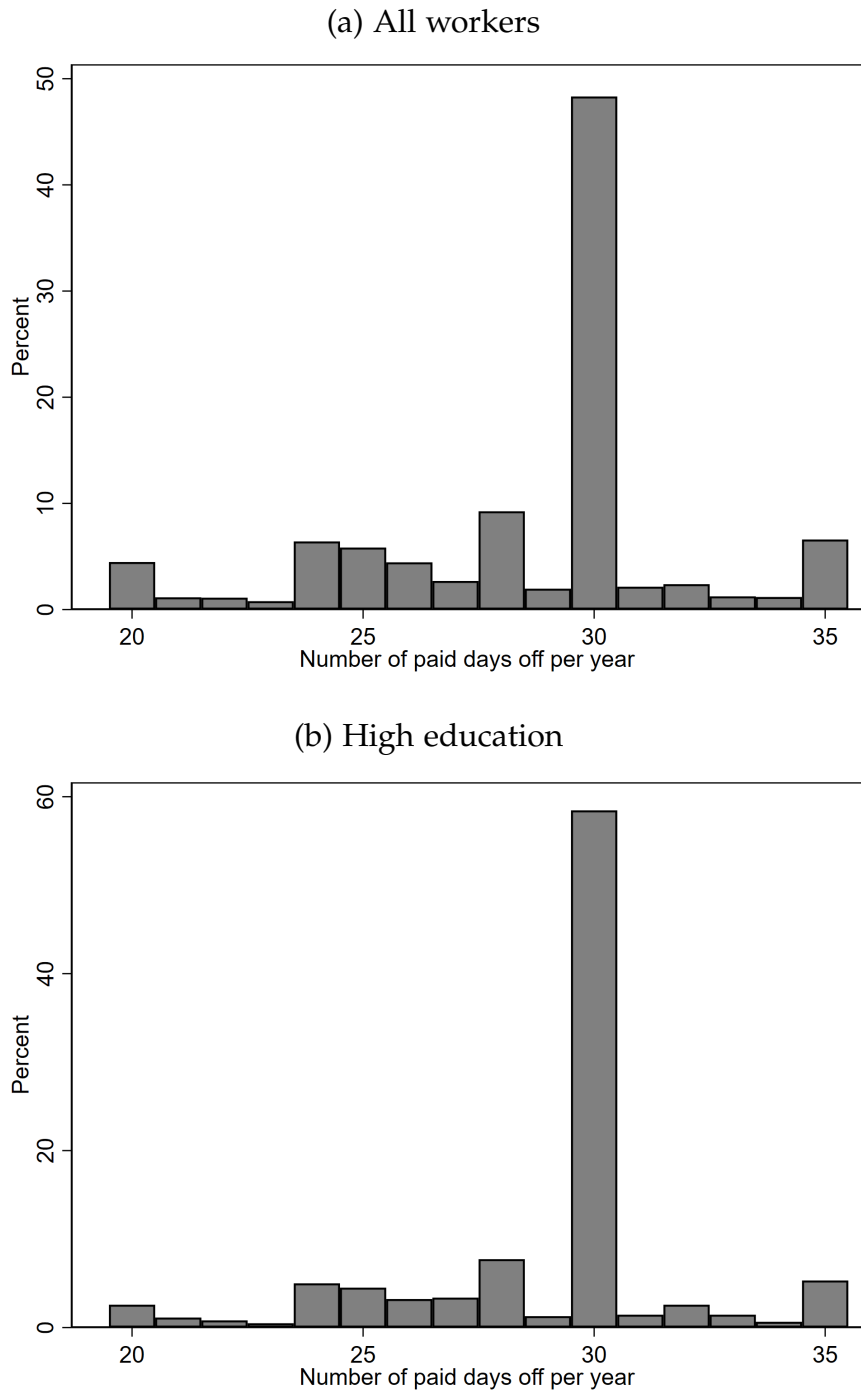 (a) All workers
50
40
30
20
10
0
Percent
20 25 30 35
Number of paid days off per year
(b) High education
60
40
20
0
Percent
20 25 30 35
Number of paid days off per year